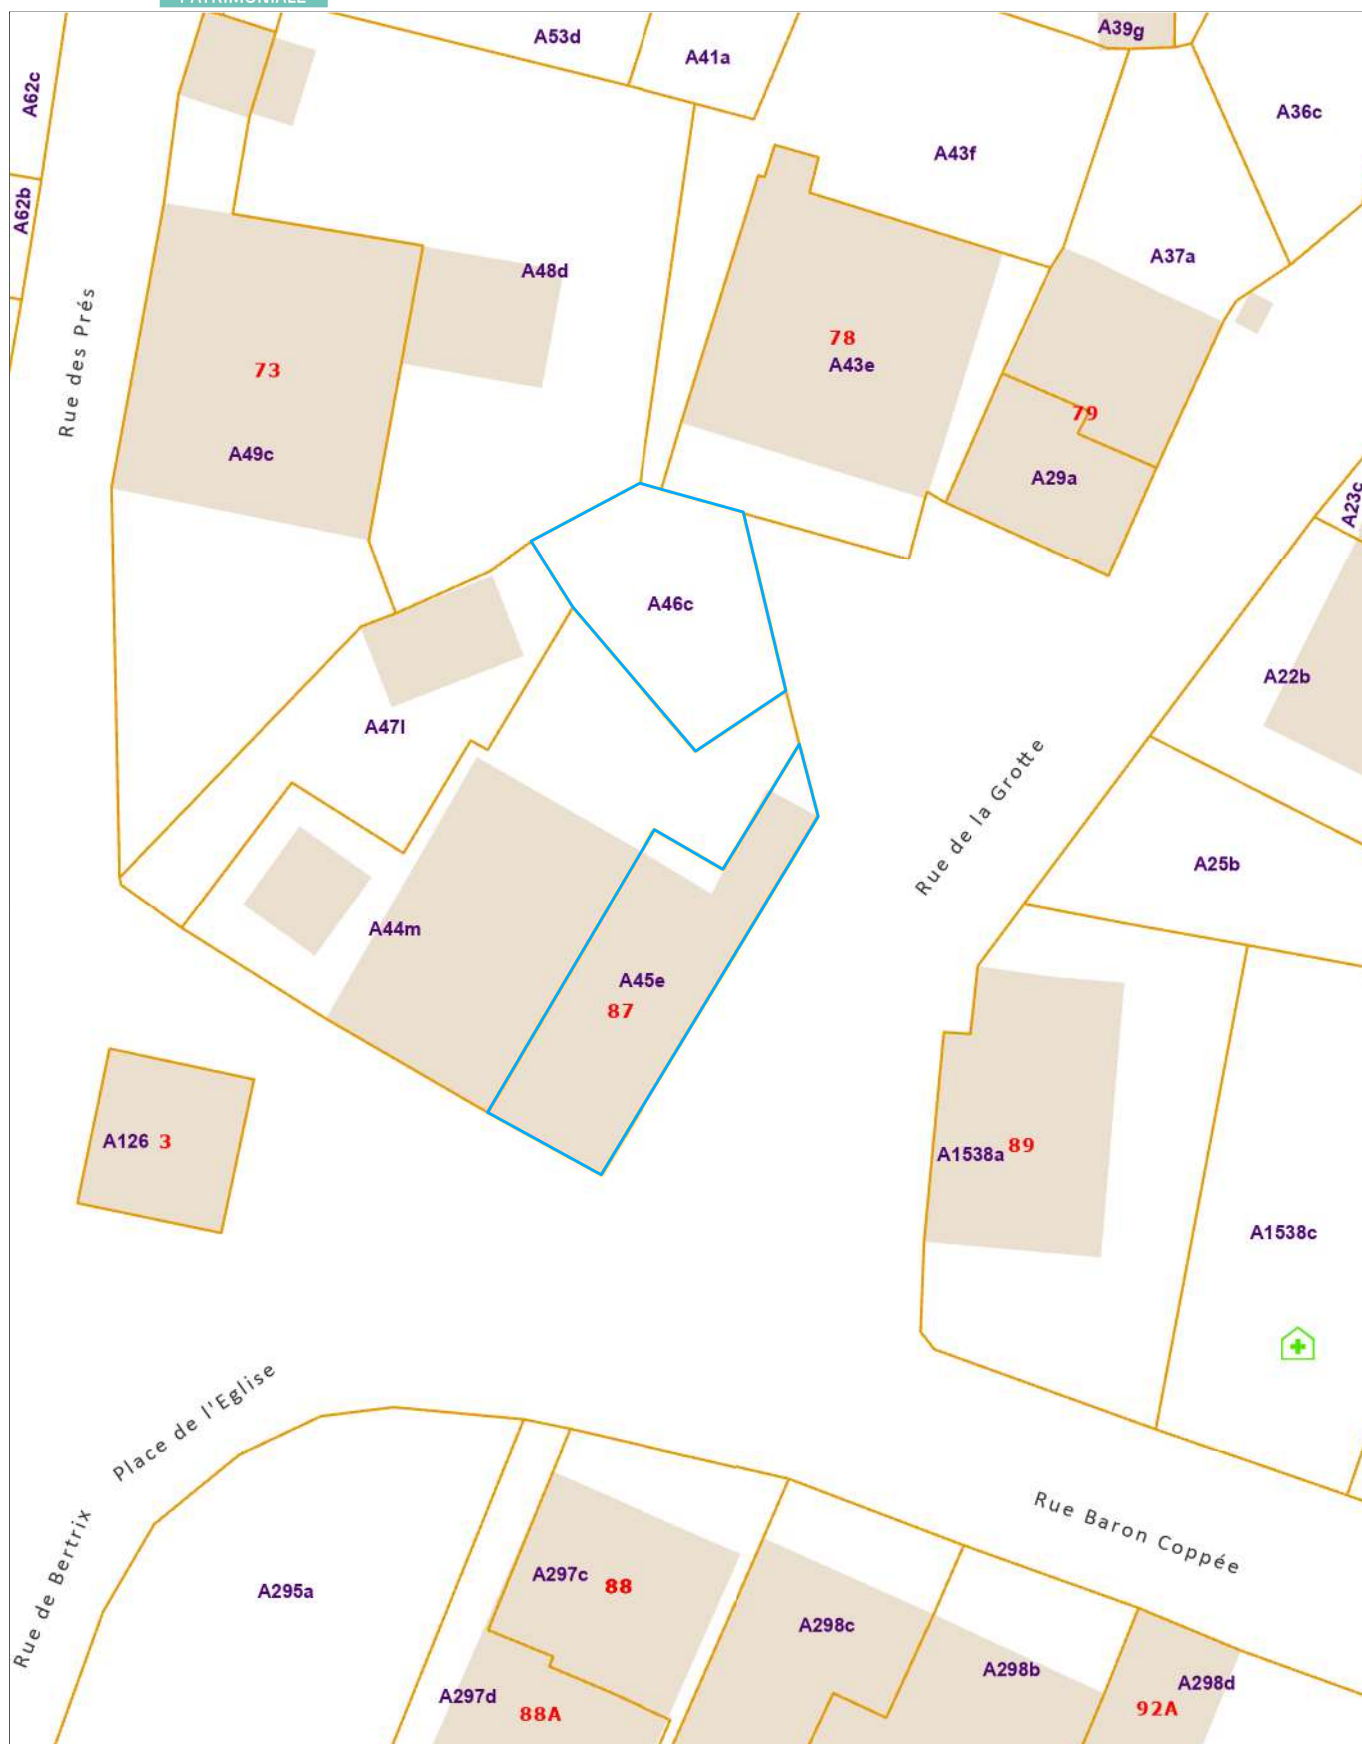 PATRIMONIALE
A53d
A41a
A39g
A62c
A36c
A43f
A62b
A37a
A48d
Rue des Prés
73
78
A43e
79
A49c
A29a
A23c
A46c
A22b
A47l
Rue de la Grotte
A25b
A44m
A45e
87
A126 3
A1538a 89
A1538c
Place de l'Eglise
Rue Baron Coppée
Rue de Bertrix
A297c 88
A295a
A298c
A298b
A298d
A297d
88A
92A